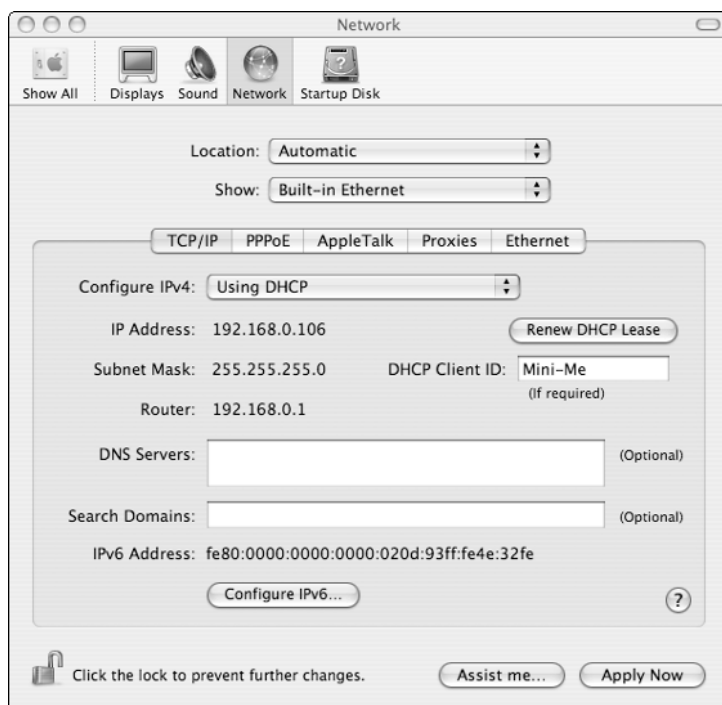 Network
Show All Displays Sound Network Startup Disk
Location: Automatic
Show: Built-in Ethernet
TCP/IP PPPoE AppleTalk Proxies Ethernet
Configure IPv4: Using DHCP
IP Address: 192.168.0.106 Renew DHCP Lease
Subnet Mask: 255.255.255.0 DHCP Client ID: Mini-Me
(If required)
Router: 192.168.0.1
DNS Servers: (Optional)
Search Domains: (Optional)
IPv6 Address: fe80:0000:0000:0000:020d:93ff:fe4e:32fe
Configure IPv6... ?
Click the lock to prevent further changes. Assist me... Apply Now